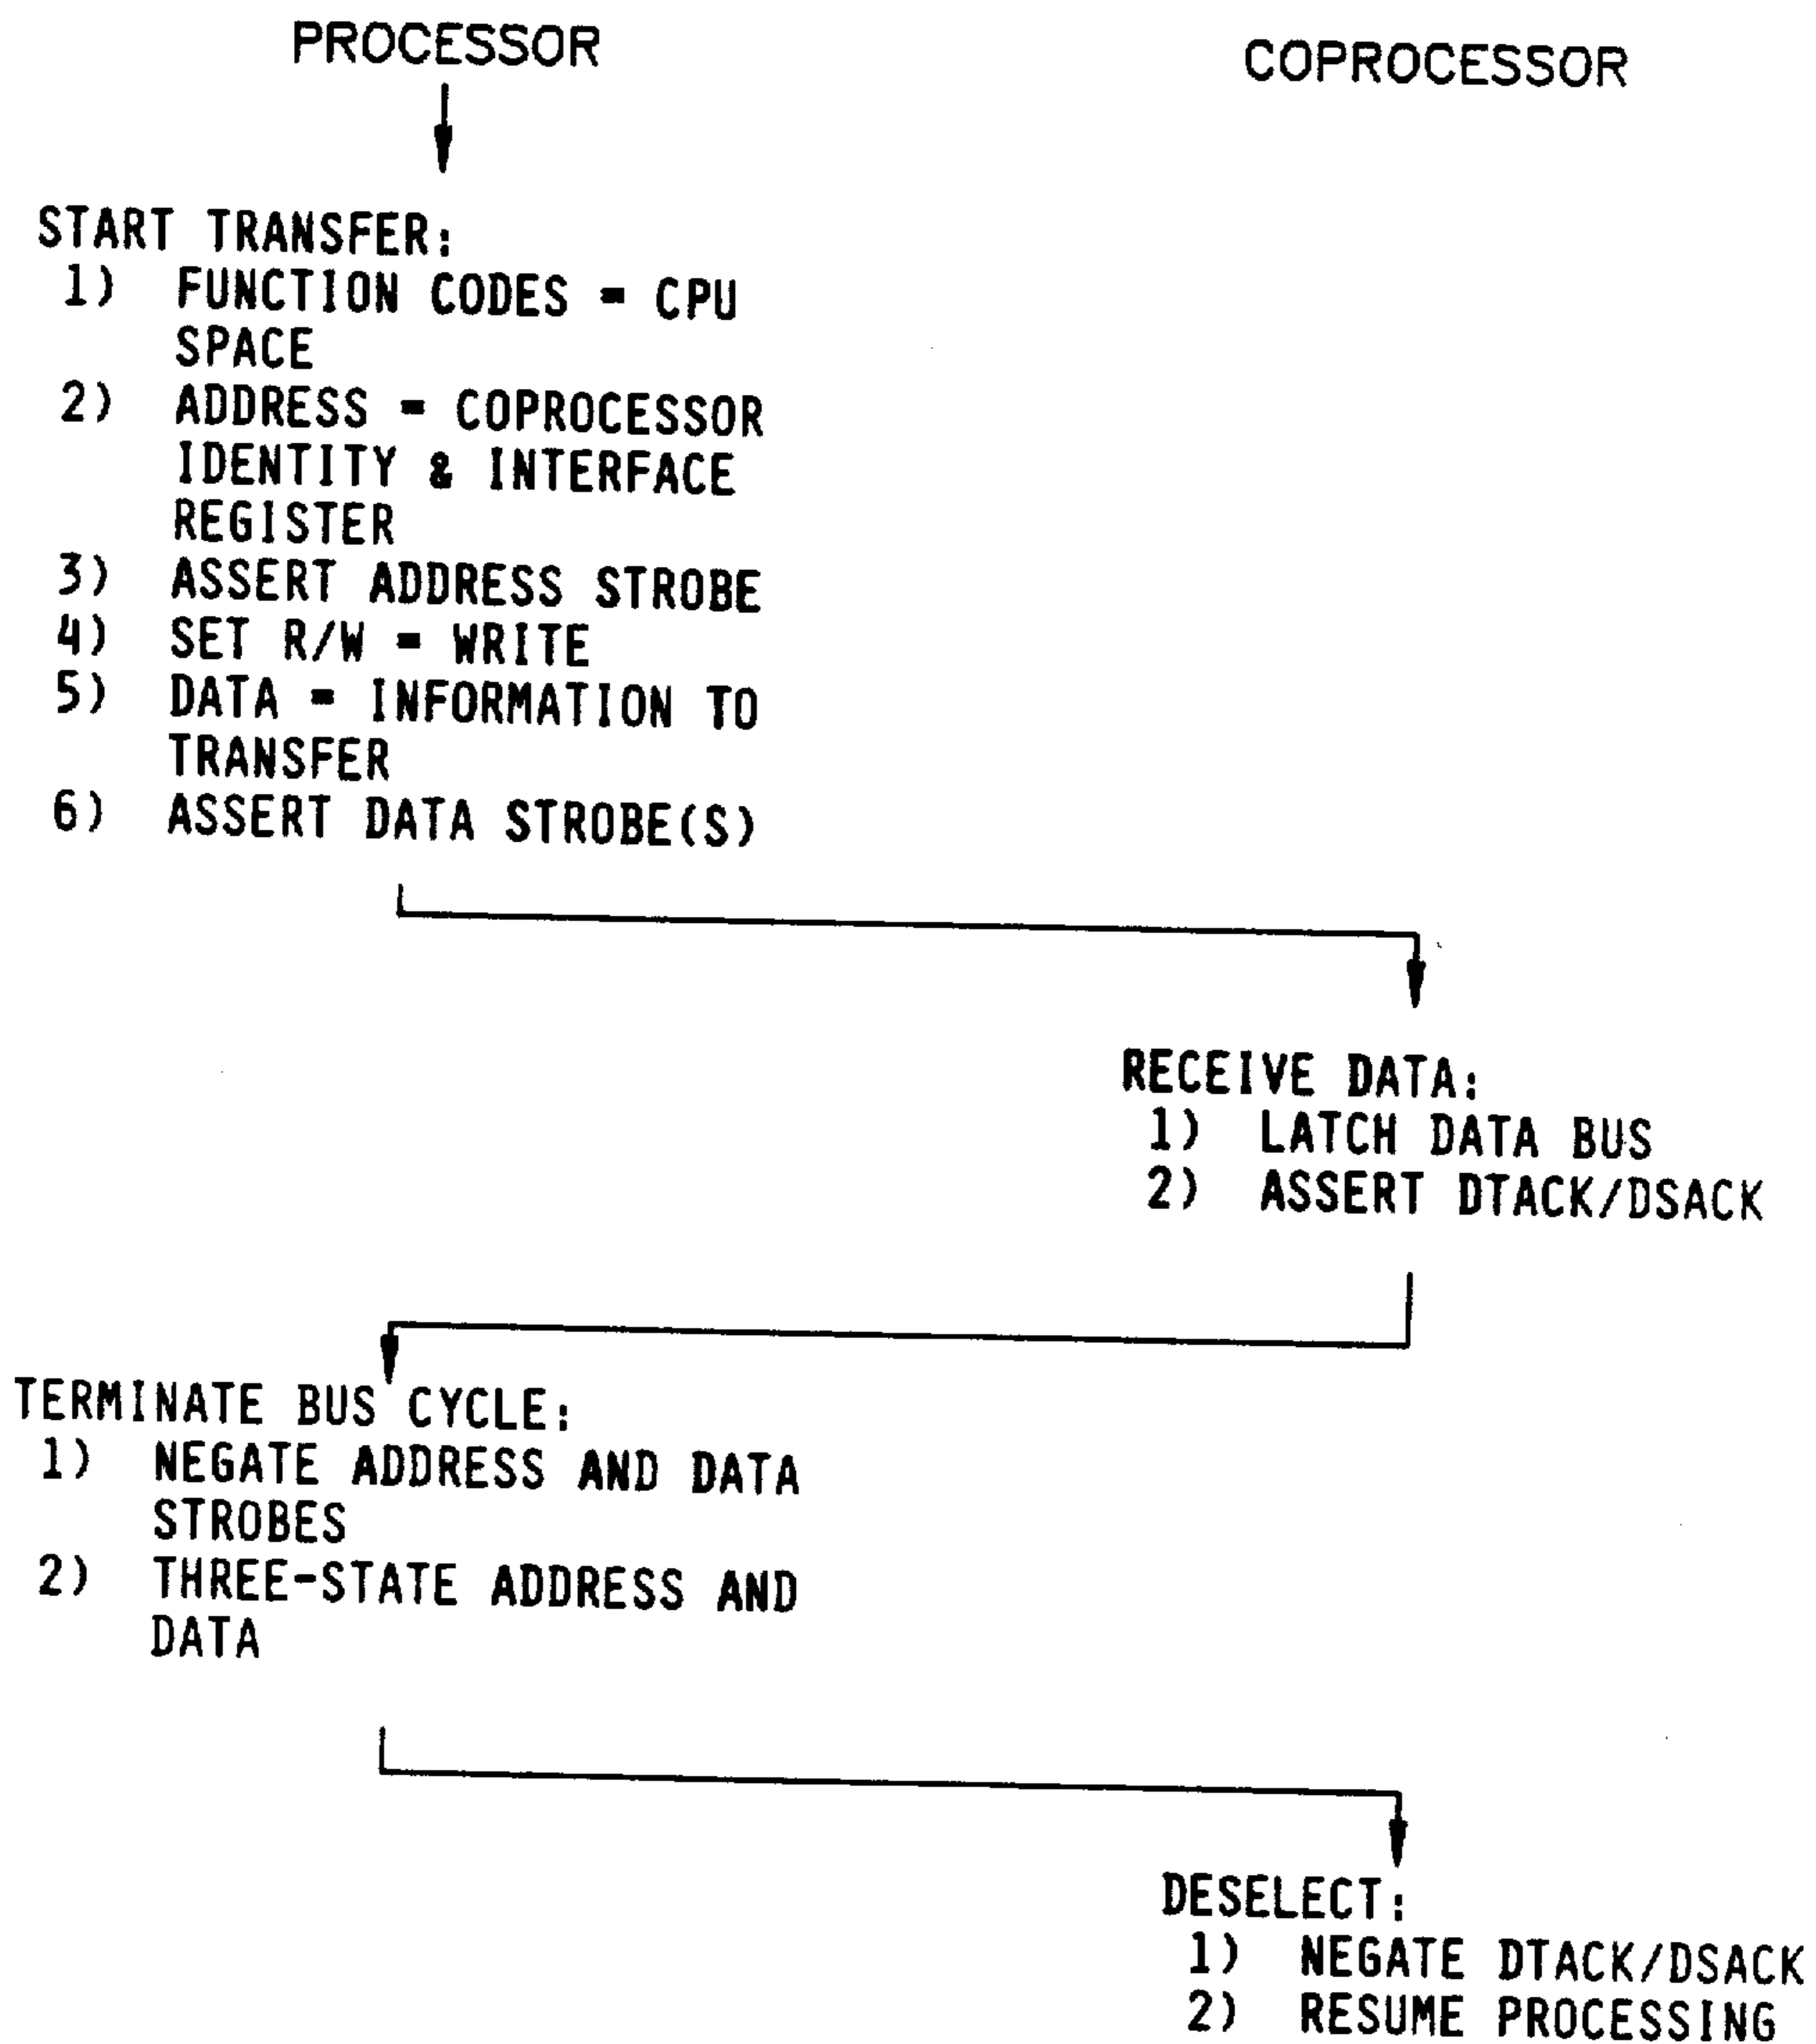 PROCESSOR
COPROCESSOR
START TRANSFER:
1) FUNCTION CODES = CPU
SPACE
2) ADDRESS = COPROCESSOR
IDENTITY & INTERFACE
REGISTER
3) ASSERT ADDRESS STROBE
4) SET R/W = WRITE
5) DATA = INFORMATION TO
TRANSFER
6) ASSERT DATA STROBE(S)
RECEIVE DATA:
1) LATCH DATA BUS
2) ASSERT DTACK/DSACK
TERMINATE BUS CYCLE:
1) NEGATE ADDRESS AND DATA
STROBES
2) THREE-STATE ADDRESS AND
DATA
DESELECT:
1) NEGATE DTACK/DSACK
2) RESUME PROCESSING